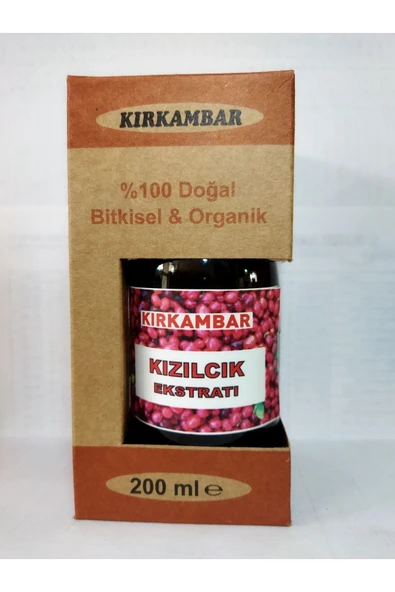 KIRKAMBAR
%100 Doğal
Bitkisel & Organik
KIRKAMBAR
KIZILCIK
EKSTRATI
200 ml ℮